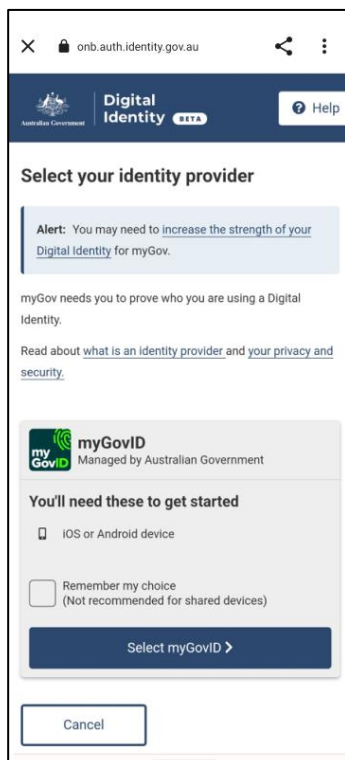 onb.auth.identity.gov.au
Australian Government
Digital
Identity BETA
Help
Select your identity provider
Alert: You may need to increase the strength of your
Digital Identity for myGov.
myGov needs you to prove who you are using a Digital
Identity.
Read about what is an identity provider and your privacy and
security.
my
GovID
myGovID
Managed by Australian Government
You'll need these to get started
iOS or Android device
Remember my choice
(Not recommended for shared devices)
Select myGovID
Cancel